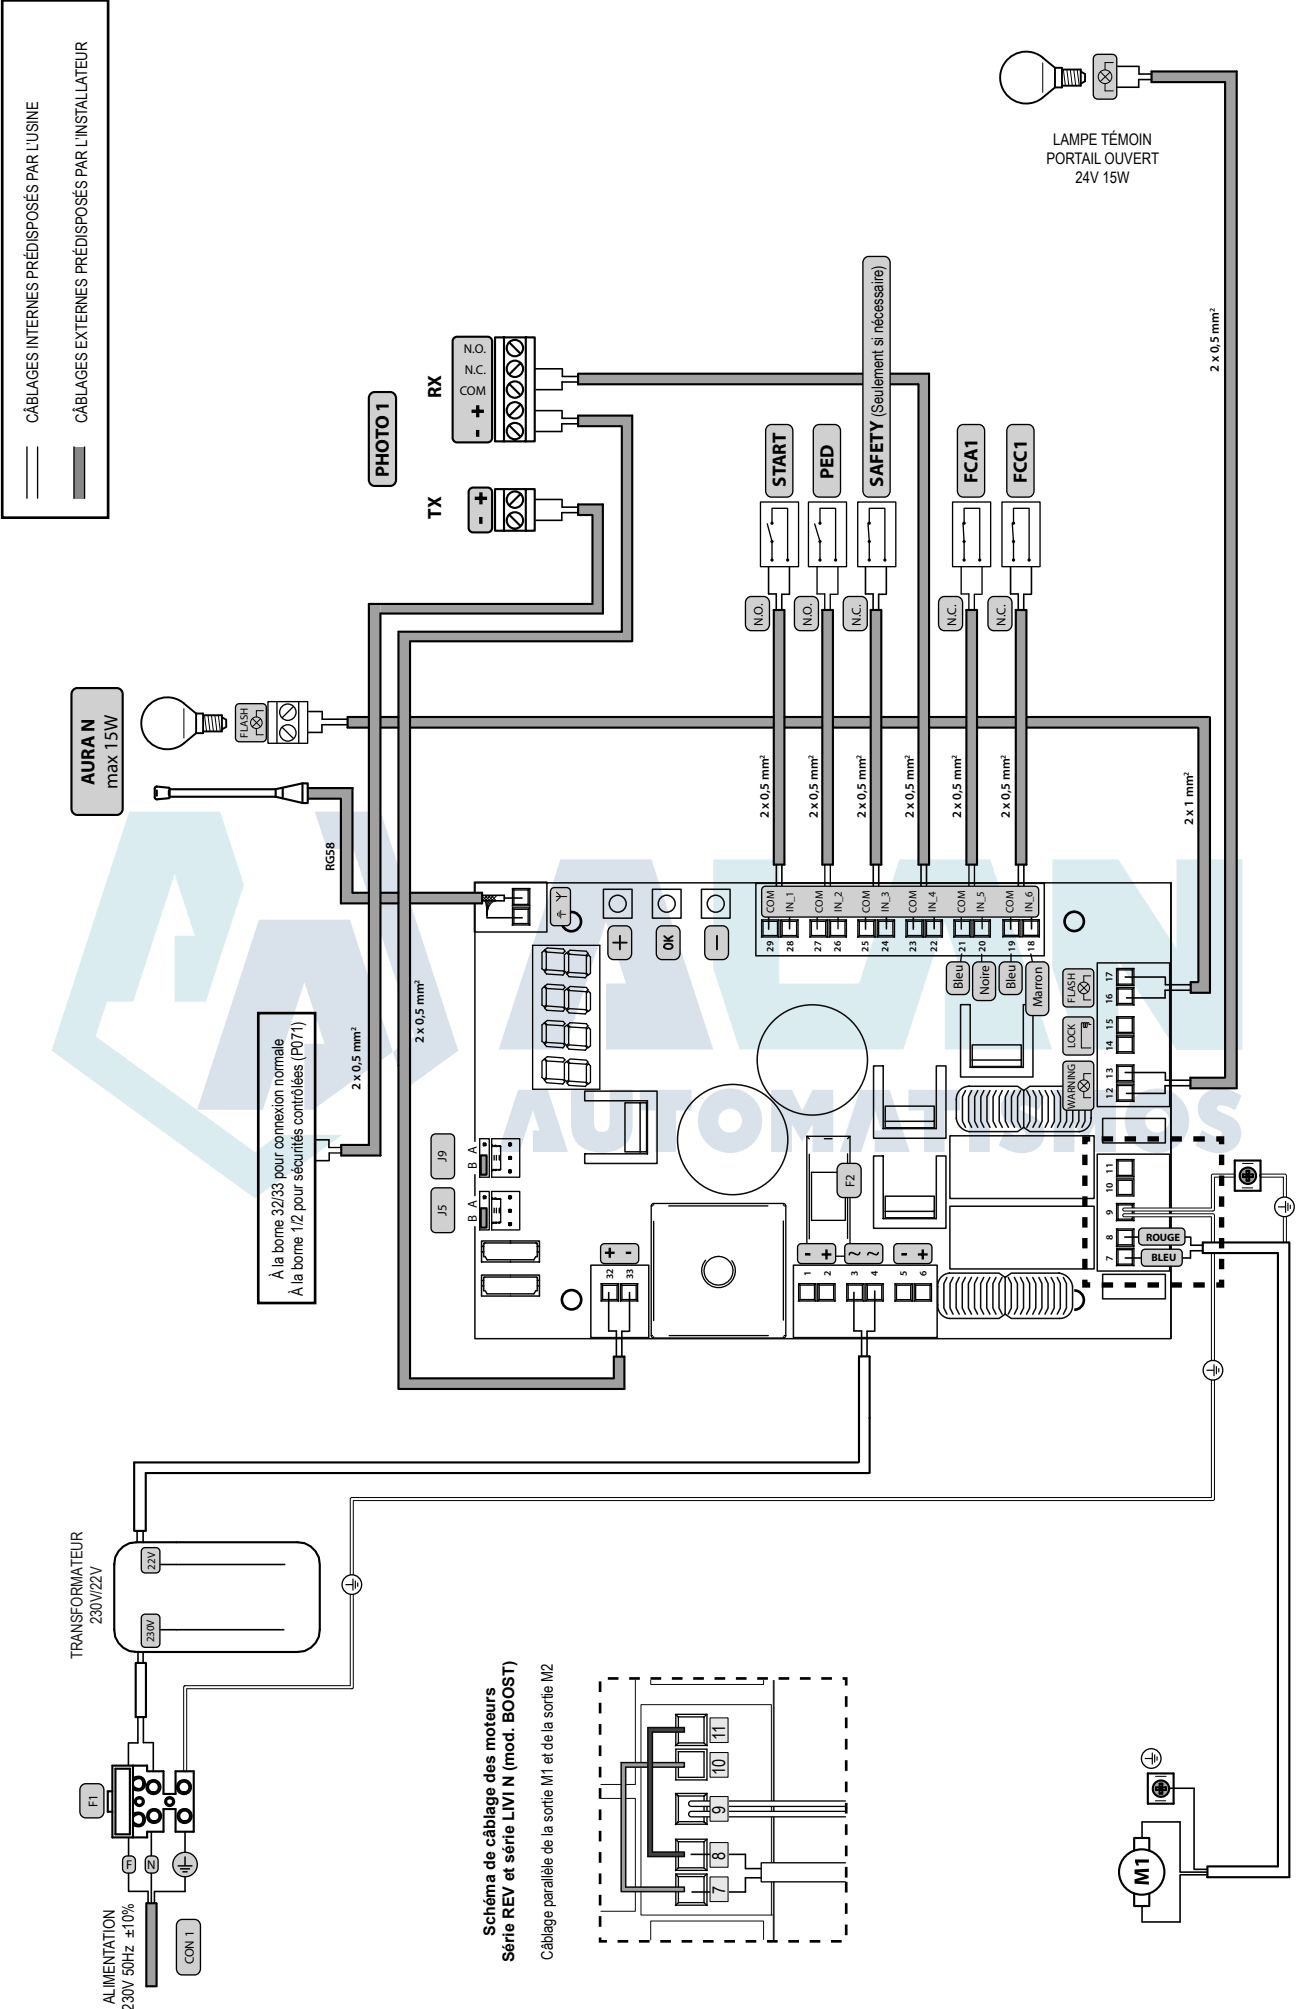 CÂBLAGES INTERNES PRÉDISPOSÉS PAR L'USINE
CÂBLAGES EXTERNES PRÉDISPOSÉS PAR L'INSTALLATEUR
LAMPE TÉMOIN
PORTAIL OUVERT
24V 15W
2 x 0,5 mm²
PHOTO 1
TX
- +
RX
- + COM N.C. N.O.
AURA N
max 15W
FLASH
RG58
START
PED
SAFETY (Seulement si nécessaire)
FCA1
FCC1
N.O.
N.O.
N.C.
N.C.
N.C.
2 x 0,5 mm²
2 x 0,5 mm²
2 x 0,5 mm²
2 x 0,5 mm²
2 x 0,5 mm²
2 x 0,5 mm²
2 x 1 mm²
À la borne 32/33 pour connexion normale
À la borne 1/2 pour sécurités contrôlées (P071)
2 x 0,5 mm²
2 x 0,5 mm²
+
OK
-
29 COM
28 IN_1
27 COM
26 IN_2
25 COM
24 IN_3
23 COM
22 IN_4
21 COM
20 IN_5
19 COM
18 IN_6
Bleu
Noire
Bleu
Marron
FLASH
LOCK
WARNING
12 13 14 15 16 17
J5
B A
J9
B A
F2
32 +
33 -
1 -
2 +
3 ~
4 ~
5 -
6 +
7 8 9 10 11
ROUGE
BLEU
TRANSFORMATEUR
230V/22V
230V
22V
F1
F
N
ALIMENTATION
230V 50Hz ±10%
CON 1
Schéma de câblage des moteurs
Série REV et série LIVI N (mod. BOOST)
Câblage parallèle de la sortie M1 et de la sortie M2
7 8 9 10 11
M1
ALAN
AUTOMATISMOS